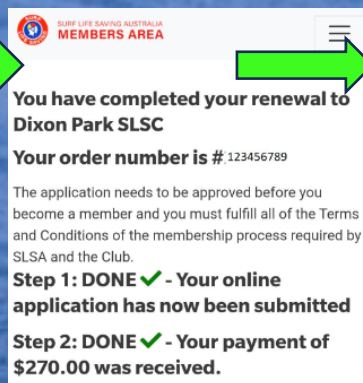 SURF LIFE SAVING AUSTRALIA
MEMBERS AREA
You have completed your renewal to
Dixon Park SLSC
Your order number is # 123456789
The application needs to be approved before you
become a member and you must fulfill all of the Terms
and Conditions of the membership process required by
SLSA and the Club.
Step 1: DONE ✔ - Your online
application has now been submitted
Step 2: DONE ✔ - Your payment of
$270.00 was received.